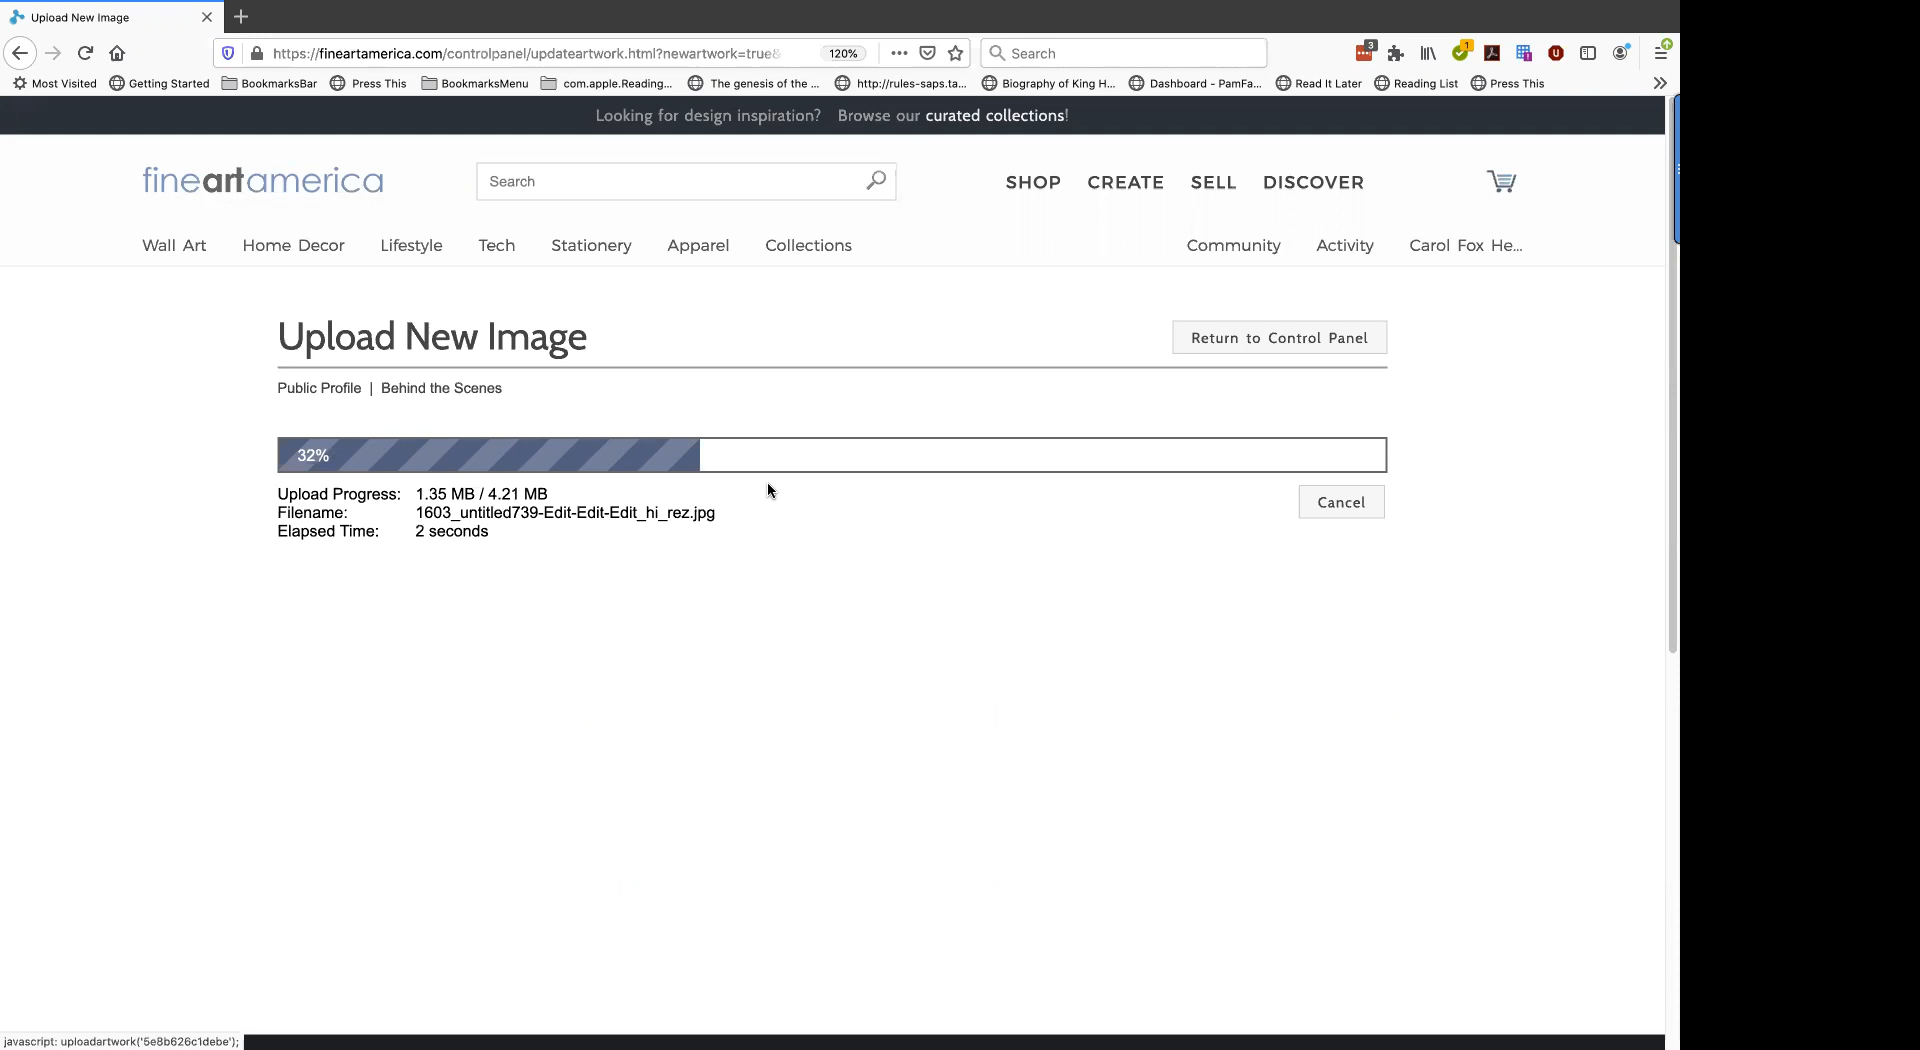 Upload New Image
https://fineartamerica.com/controlpanel/updateartwork.html?newartwork=true&
120%
Search
3
1
Most Visited
Getting Started
BookmarksBar
Press This
BookmarksMenu
com.apple.Reading...
The genesis of the ...
http://rules-saps.ta...
Biography of King H...
Dashboard - PamFa...
Read It Later
Reading List
Press This
Looking for design inspiration? Browse our curated collections!
fineartamerica
Search
SHOP CREATE SELL DISCOVER
Wall Art Home Decor Lifestyle Tech Stationery Apparel Collections
Community Activity Carol Fox He...
Upload New Image
Return to Control Panel
Public Profile | Behind the Scenes
32%
Upload Progress: 1.35 MB / 4.21 MB
Filename: 1603_untitled739-Edit-Edit-Edit_hi_rez.jpg
Elapsed Time: 2 seconds
Cancel
javascript: uploadartwork('5e8b626c1debe');